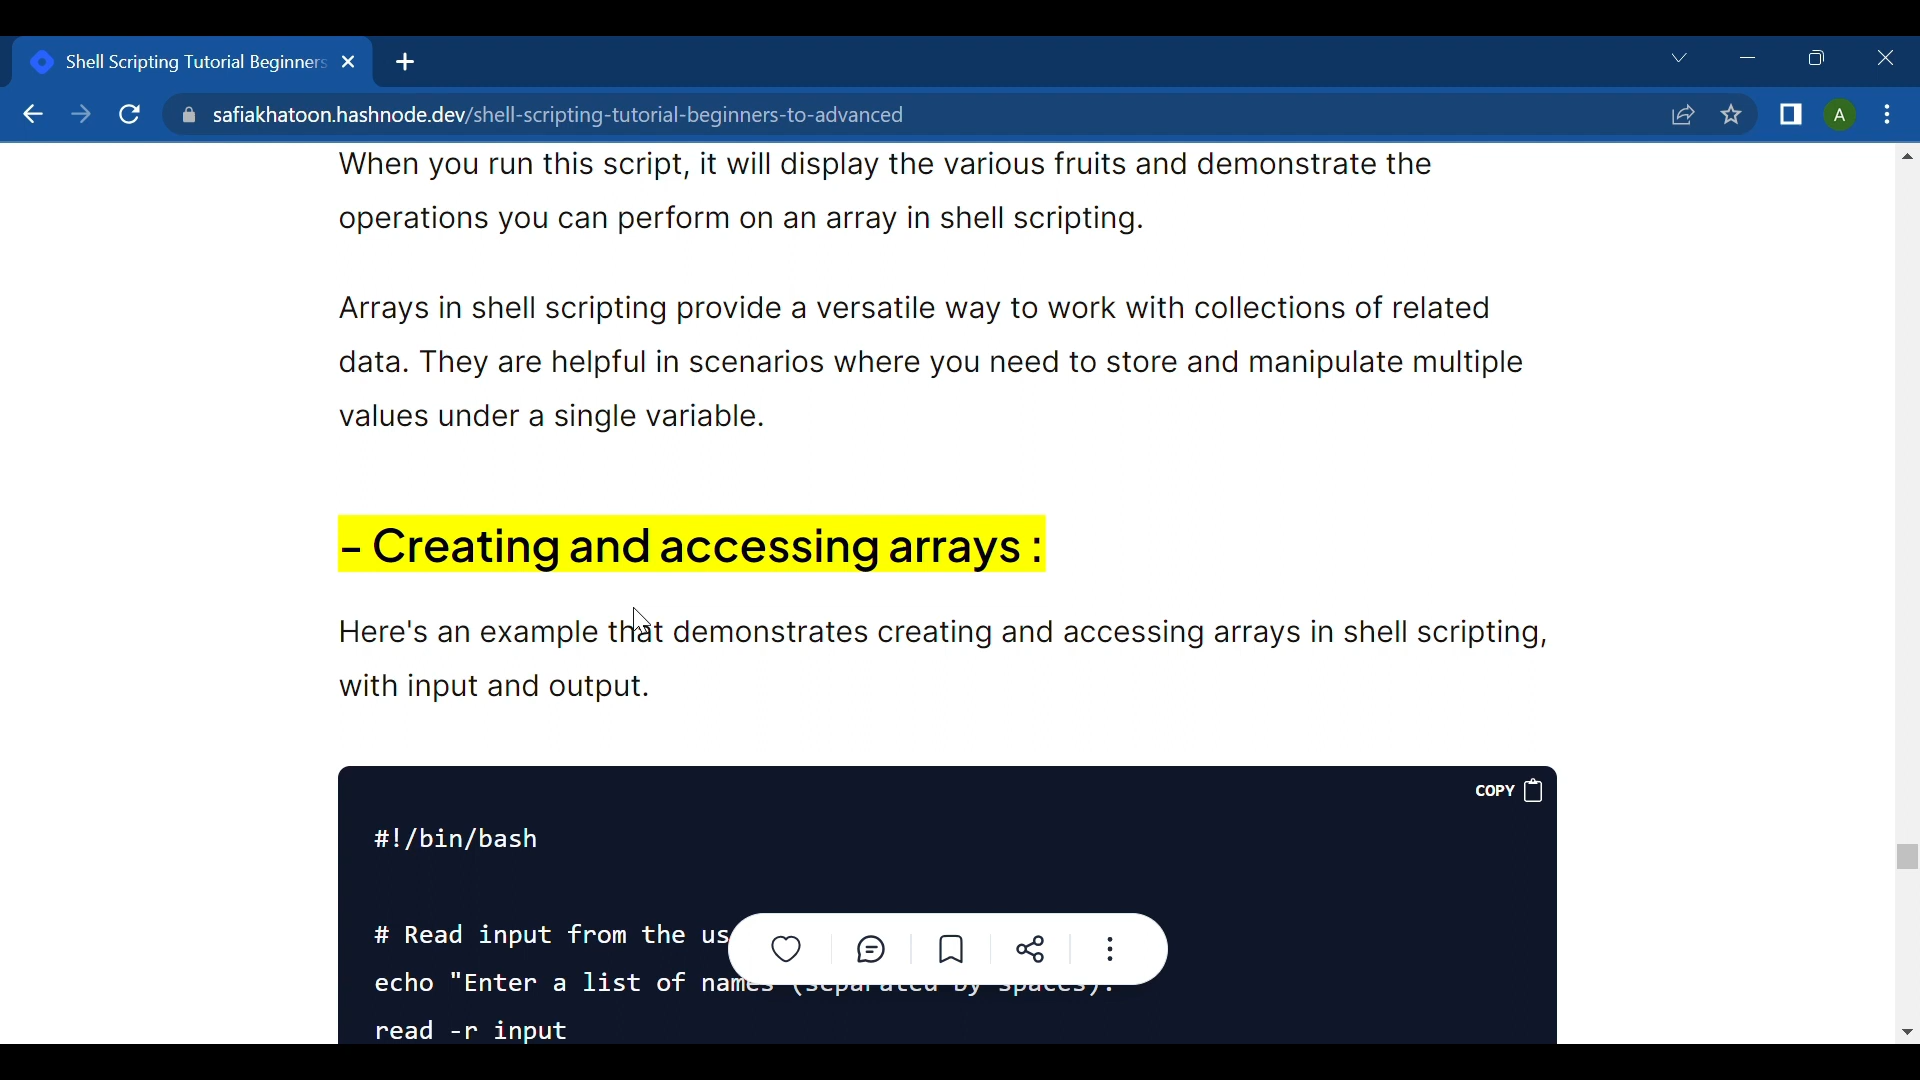 Shell Scripting Tutorial Beginners
safiakhatoon.hashnode.dev/shell-scripting-tutorial-beginners-to-advanced
A
When you run this script, it will display the various fruits and demonstrate the
operations you can perform on an array in shell scripting.
Arrays in shell scripting provide a versatile way to work with collections of related
data. They are helpful in scenarios where you need to store and manipulate multiple
values under a single variable.
- Creating and accessing arrays :
Here's an example that demonstrates creating and accessing arrays in shell scripting,
with input and output.
COPY
#!/bin/bash
# Read input from the us
echo "Enter a list of names (separated by spaces):
read -r input